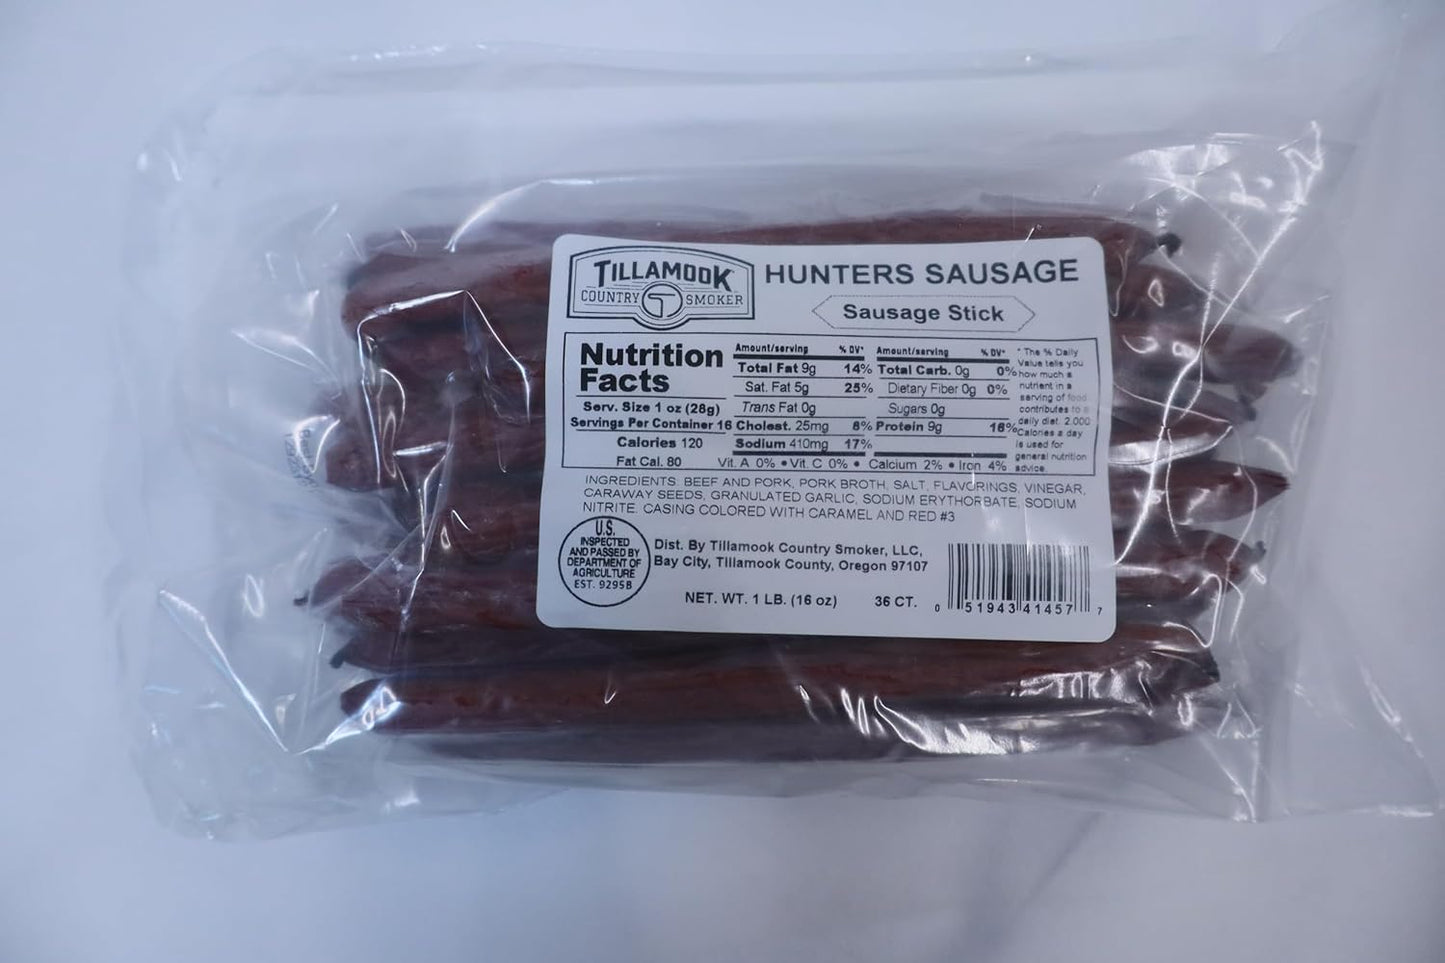 TILLAMOOK
COUNTRY SMOKER
HUNTERS SAUSAGE
Sausage Stick
Nutrition
Facts
Serv. Size 1 oz (28g)
Servings Per Container 16
Calories 120
Fat Cal. 80
Amount/serving % DV*
Total Fat 9g 14%
Sat. Fat 5g 25%
Trans Fat 0g
Cholest. 25mg 8%
Sodium 410mg 17%
Amount/serving % DV*
Total Carb. 0g 0%
Dietary Fiber 0g 0%
Sugars 0g
Protein 9g 18%
Vit. A 0% • Vit. C 0% • Calcium 2% • Iron 4%
* The % Daily
Value tells you
how much a
nutrient in a
serving of food
contributes to a
daily diet. 2,000
Calories a day
is used for
general nutrition
advice.
INGREDIENTS: BEEF AND PORK, PORK BROTH, SALT, FLAVORINGS, VINEGAR,
CARAWAY SEEDS, GRANULATED GARLIC, SODIUM ERYTHORBATE, SODIUM
NITRITE. CASING COLORED WITH CARAMEL AND RED #3
U.S.
INSPECTED
AND PASSED BY
DEPARTMENT OF
AGRICULTURE
EST. 9295B
Dist. By Tillamook Country Smoker, LLC,
Bay City, Tillamook County, Oregon 97107
NET. WT. 1 LB. (16 oz) 36 CT.
0 51943 41457 7